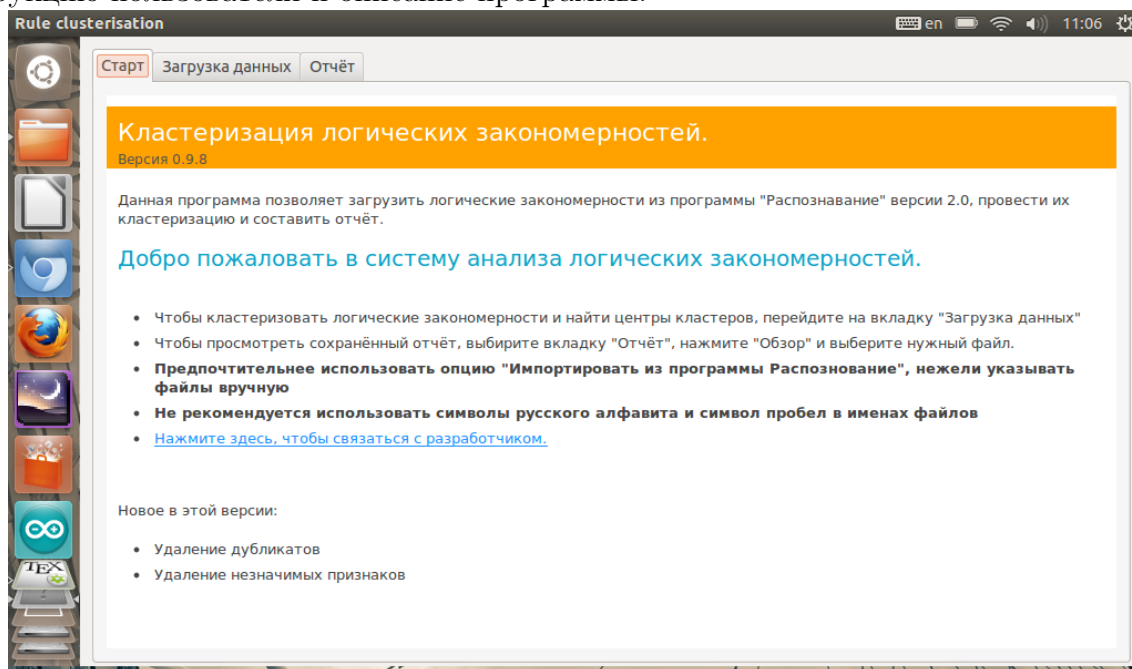 пользователи и описание программы.
Rule clusterisation en 11:06
Старт Загрузка данных Отчёт
Кластеризация логических закономерностей.
Версия 0.9.8
Данная программа позволяет загрузить логические закономерности из программы "Распознавание" версии 2.0, провести их
кластеризацию и составить отчёт.
Добро пожаловать в систему анализа логических закономерностей.
• Чтобы кластеризовать логические закономерности и найти центры кластеров, перейдите на вкладку "Загрузка данных"
• Чтобы просмотреть сохранённый отчёт, выбирите вкладку "Отчёт", нажмите "Обзор" и выберите нужный файл.
• Предпочтительнее использовать опцию "Импортировать из программы Распознование", нежели указывать
файлы вручную
• Не рекомендуется использовать символы русского алфавита и символ пробел в именах файлов
• Нажмите здесь, чтобы связаться с разработчиком.
Новое в этой версии:
• Удаление дубликатов
• Удаление незначимых признаков
TEX